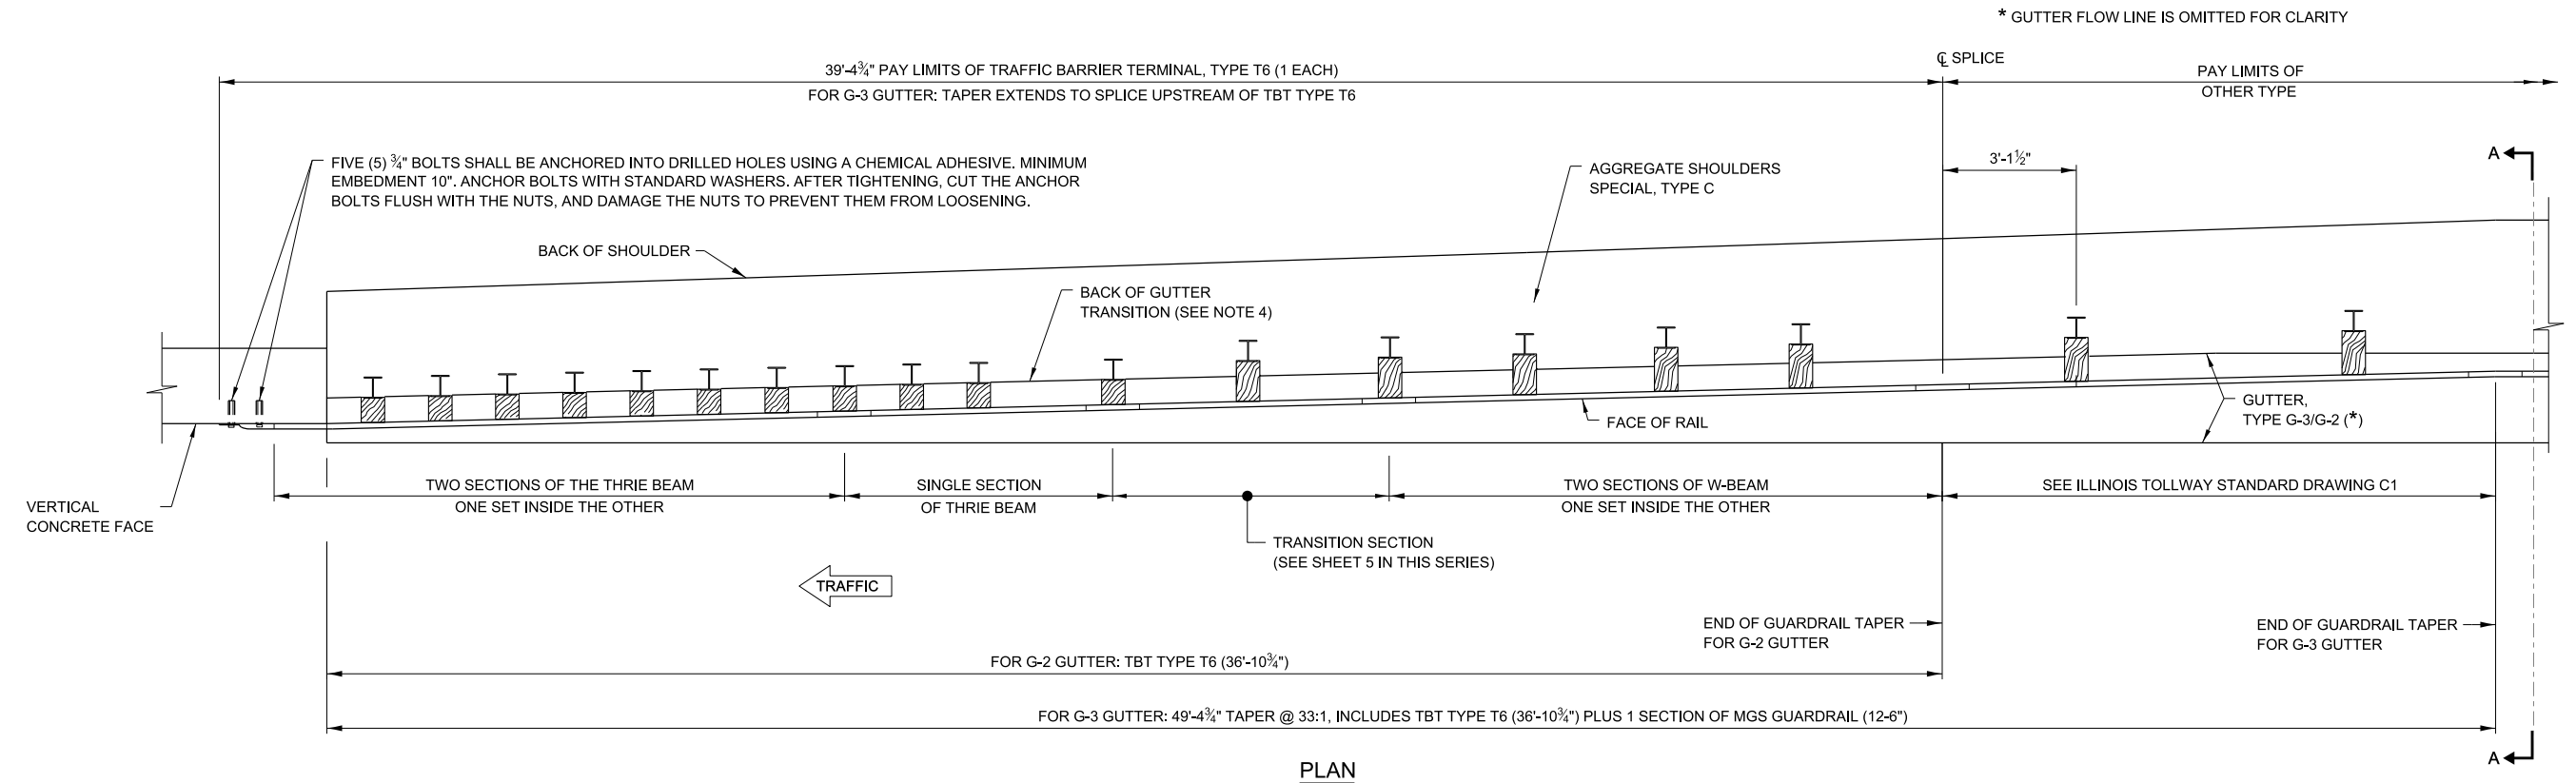 * GUTTER FLOW LINE IS OMITTED FOR CLARITY
39'-4¾" PAY LIMITS OF TRAFFIC BARRIER TERMINAL, TYPE T6 (1 EACH)
FOR G-3 GUTTER: TAPER EXTENDS TO SPLICE UPSTREAM OF TBT TYPE T6
℄ SPLICE
PAY LIMITS OF
OTHER TYPE
FIVE (5) ¾" BOLTS SHALL BE ANCHORED INTO DRILLED HOLES USING A CHEMICAL ADHESIVE. MINIMUM
EMBEDMENT 10". ANCHOR BOLTS WITH STANDARD WASHERS. AFTER TIGHTENING, CUT THE ANCHOR
BOLTS FLUSH WITH THE NUTS, AND DAMAGE THE NUTS TO PREVENT THEM FROM LOOSENING.
AGGREGATE SHOULDERS
SPECIAL, TYPE C
3'-1½"
A
BACK OF SHOULDER
BACK OF GUTTER
TRANSITION (SEE NOTE 4)
FACE OF RAIL
GUTTER,
TYPE G-3/G-2 (*)
VERTICAL
CONCRETE FACE
TWO SECTIONS OF THE THRIE BEAM
ONE SET INSIDE THE OTHER
SINGLE SECTION
OF THRIE BEAM
TWO SECTIONS OF W-BEAM
ONE SET INSIDE THE OTHER
SEE ILLINOIS TOLLWAY STANDARD DRAWING C1
TRANSITION SECTION
(SEE SHEET 5 IN THIS SERIES)
TRAFFIC
END OF GUARDRAIL TAPER
FOR G-2 GUTTER
END OF GUARDRAIL TAPER
FOR G-3 GUTTER
FOR G-2 GUTTER: TBT TYPE T6 (36'-10¾")
FOR G-3 GUTTER: 49'-4¾" TAPER @ 33:1, INCLUDES TBT TYPE T6 (36'-10¾") PLUS 1 SECTION OF MGS GUARDRAIL (12-6")
A
PLAN